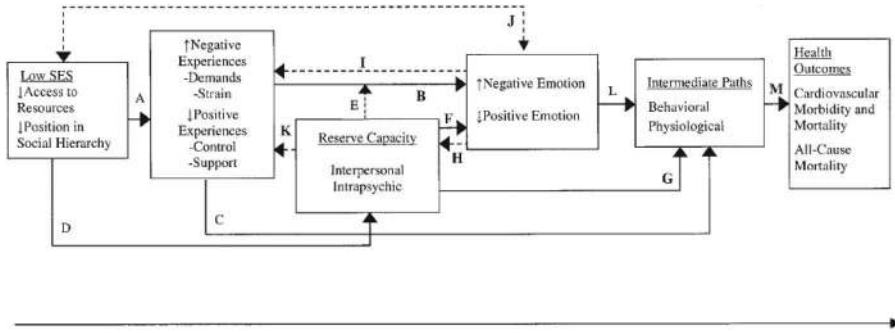 J
Low SES
↓Access to
Resources
↓Position in
Social Hierarchy
A
↑Negative
Experiences
-Demands
-Strain
↓Positive
Experiences
-Control
-Support
I
B
E
K
F
H
Reserve Capacity
Interpersonal
Intrapsychic
↑Negative Emotion
↓Positive Emotion
L
Intermediate Paths
Behavioral
Physiological
M
Health
Outcomes
Cardiovascular
Morbidity and
Mortality
All-Cause
Mortality
G
C
D